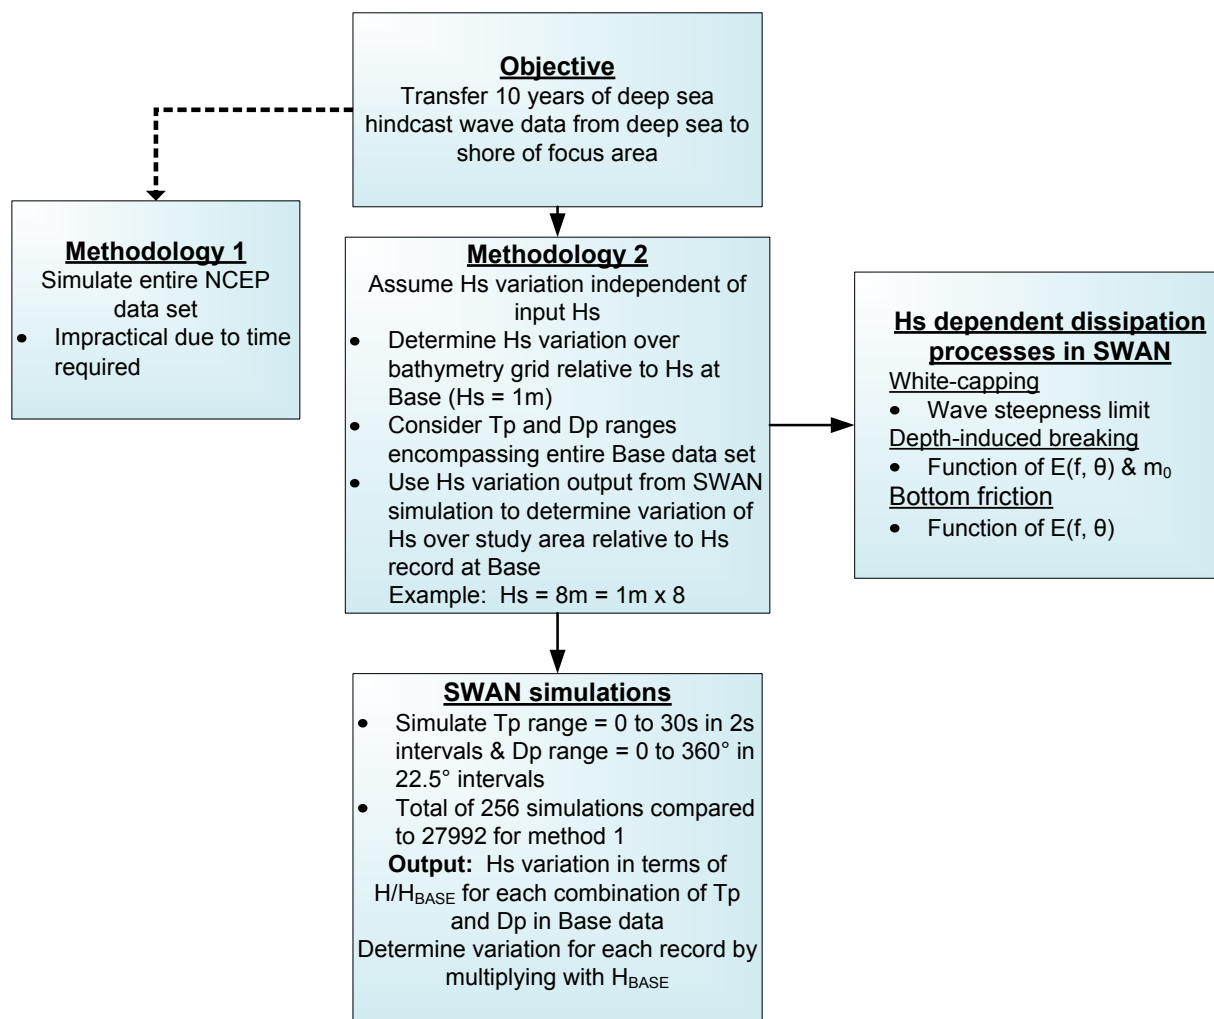 Objective
Transfer 10 years of deep sea
hindcast wave data from deep sea to
shore of focus area
Methodology 1
Simulate entire NCEP
data set
• Impractical due to time
required
Methodology 2
Assume Hs variation independent of
input Hs
• Determine Hs variation over
bathymetry grid relative to Hs at
Base (Hs = 1m)
• Consider Tp and Dp ranges
encompassing entire Base data set
• Use Hs variation output from SWAN
simulation to determine variation of
Hs over study area relative to Hs
record at Base
Example: Hs = 8m = 1m x 8
Hs dependent dissipation
processes in SWAN
White-capping
• Wave steepness limit
Depth-induced breaking
• Function of E(f, θ) & m₀
Bottom friction
• Function of E(f, θ)
SWAN simulations
• Simulate Tp range = 0 to 30s in 2s
intervals & Dp range = 0 to 360° in
22.5° intervals
• Total of 256 simulations compared
to 27992 for method 1
Output: Hs variation in terms of
H/HBASE for each combination of Tp
and Dp in Base data
Determine variation for each record by
multiplying with HBASE